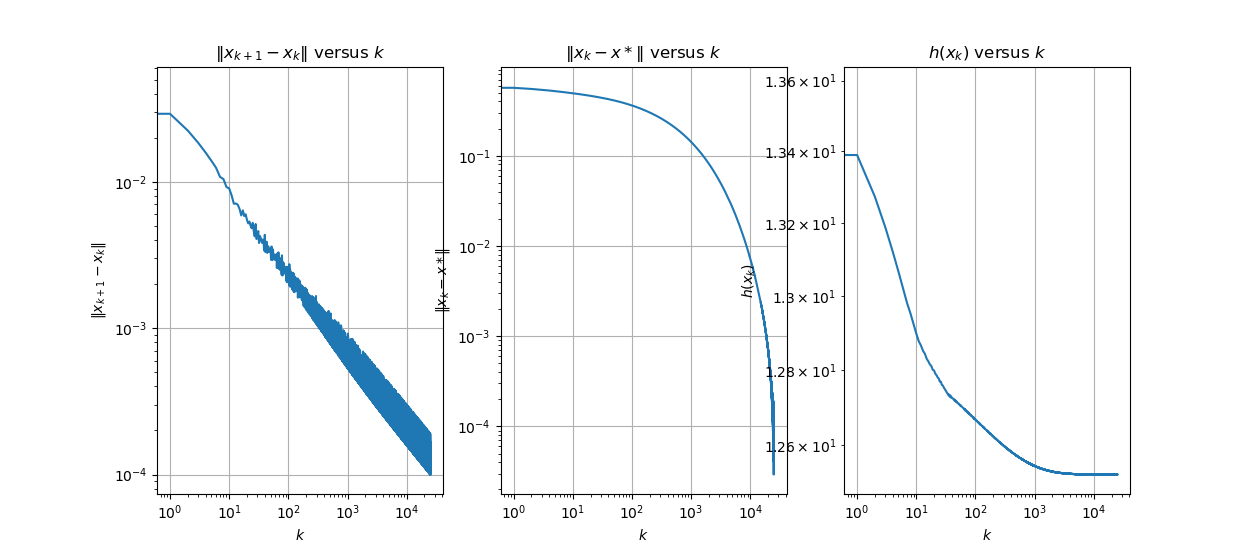 ‖x_{k+1} − x_k‖ versus k
10^{−2}
10^{−3}
10^{−4}
‖x_{k+1} − x_k‖
10^0 10^1 10^2 10^3 10^4
k
‖x_k − x*‖ versus k
10^{−1}
10^{−2}
10^{−3}
10^{−4}
‖x_k − x*‖
10^0 10^1 10^2 10^3 10^4
k
h(x_k) versus k
1.36 × 10^1
1.34 × 10^1
1.32 × 10^1
1.3 × 10^1
1.28 × 10^1
1.26 × 10^1
h(x_k)
10^0 10^1 10^2 10^3 10^4
k